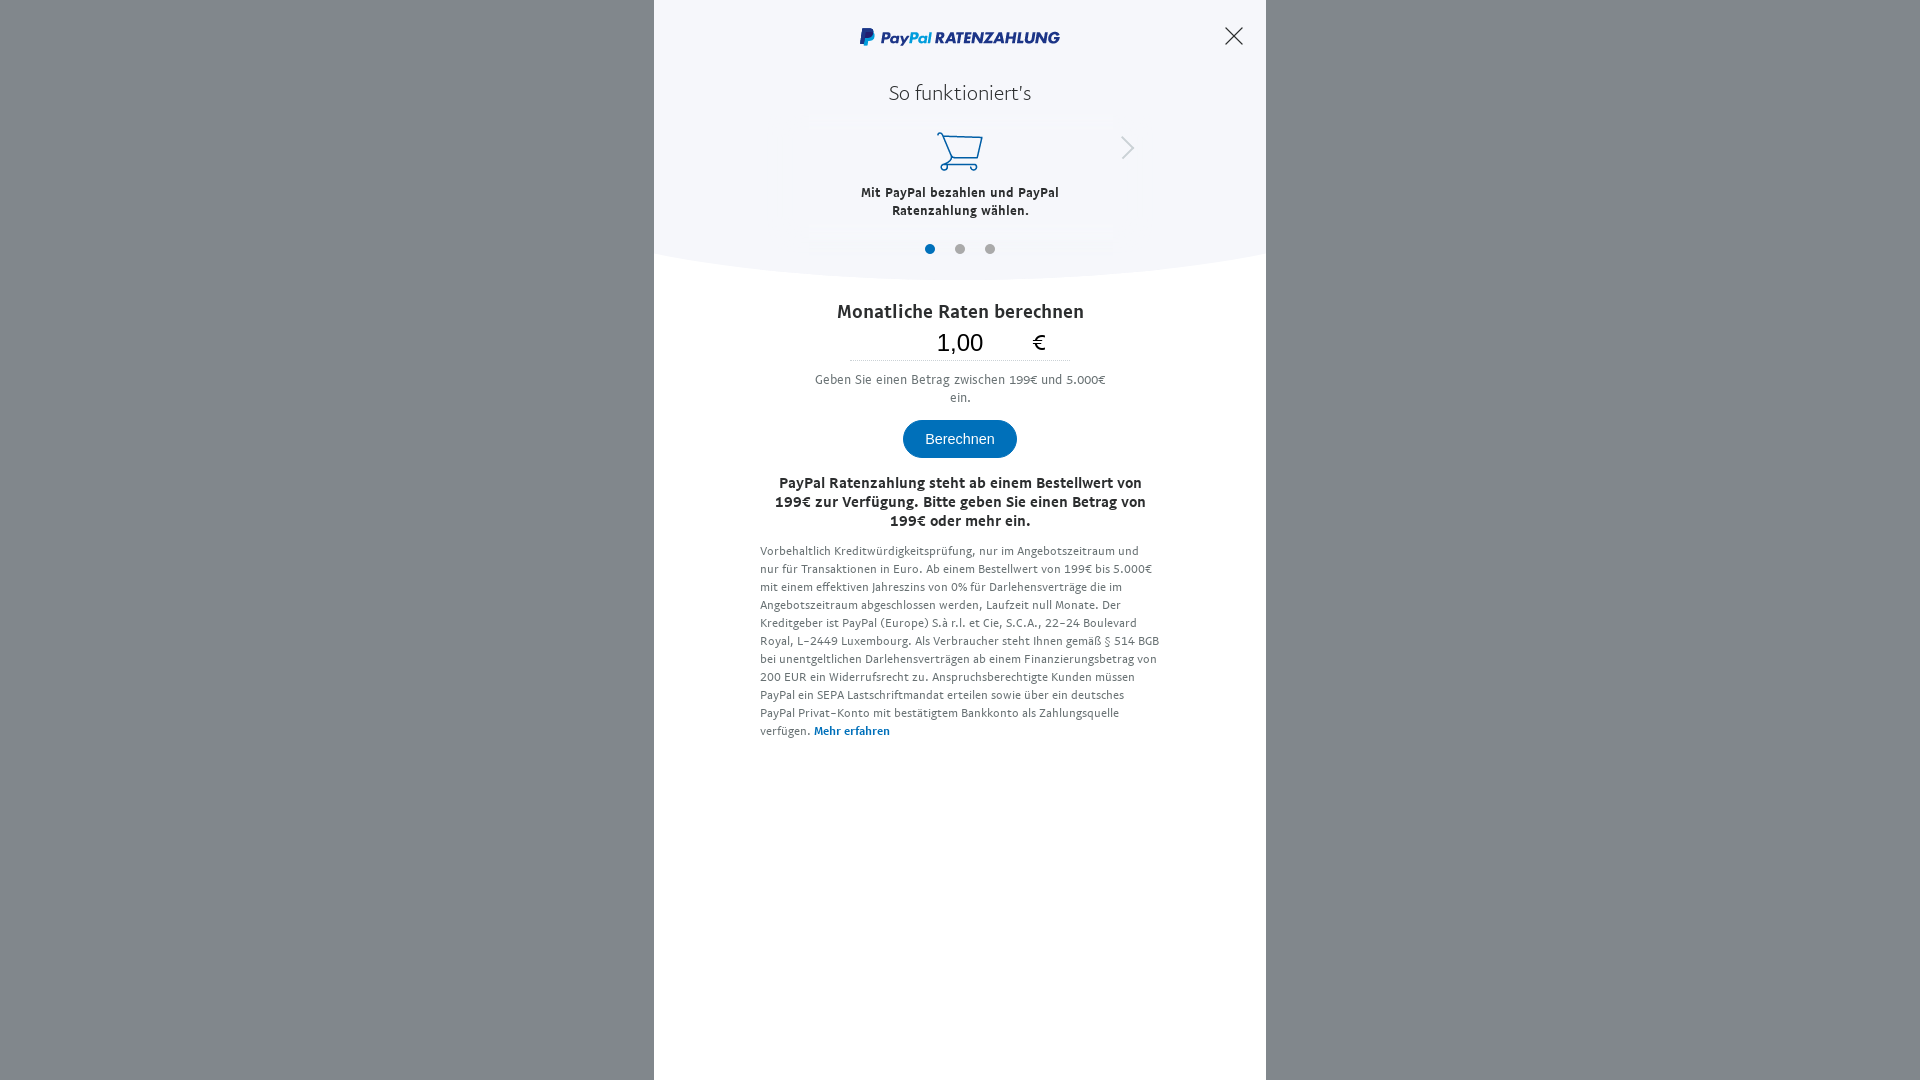 PayPal RATENZAHLUNG
So funktioniert's
Mit PayPal bezahlen und PayPal
Ratenzahlung wählen.
Monatliche Raten berechnen
1,00 €
Geben Sie einen Betrag zwischen 199€ und 5.000€
ein.
Berechnen
PayPal Ratenzahlung steht ab einem Bestellwert von
199€ zur Verfügung. Bitte geben Sie einen Betrag von
199€ oder mehr ein.
Vorbehaltlich Kreditwürdigkeitsprüfung, nur im Angebotszeitraum und
nur für Transaktionen in Euro. Ab einem Bestellwert von 199€ bis 5.000€
mit einem effektiven Jahreszins von 0% für Darlehensverträge die im
Angebotszeitraum abgeschlossen werden, Laufzeit null Monate. Der
Kreditgeber ist PayPal (Europe) S.à r.l. et Cie, S.C.A., 22-24 Boulevard
Royal, L-2449 Luxembourg. Als Verbraucher steht Ihnen gemäß § 514 BGB
bei unentgeltlichen Darlehensverträgen ab einem Finanzierungsbetrag von
200 EUR ein Widerrufsrecht zu. Anspruchsberechtigte Kunden müssen
PayPal ein SEPA Lastschriftmandat erteilen sowie über ein deutsches
PayPal Privat-Konto mit bestätigtem Bankkonto als Zahlungsquelle
verfügen. Mehr erfahren